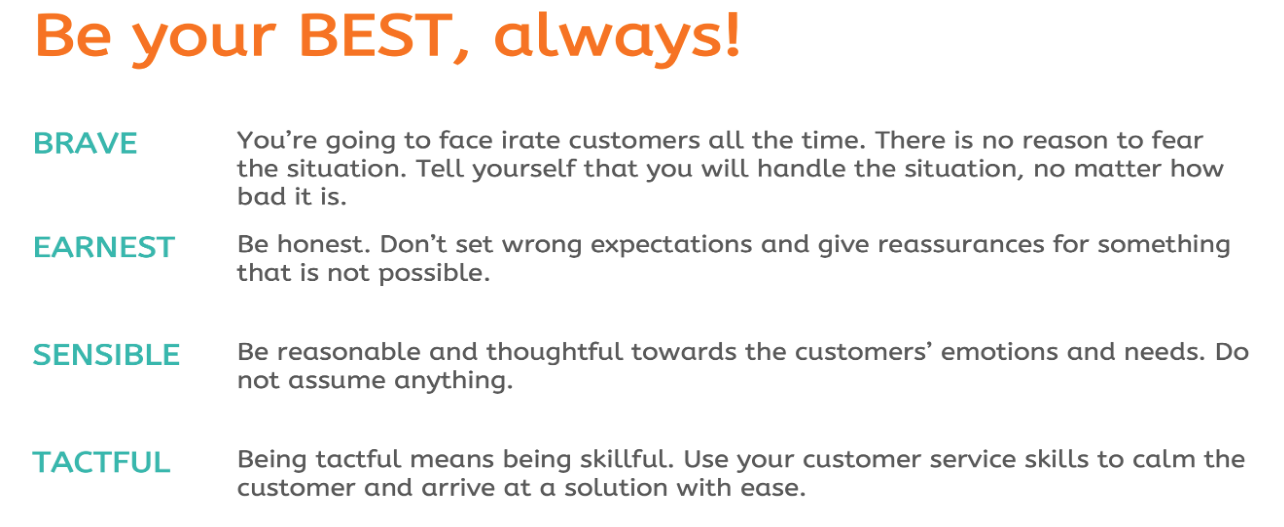 Be your BEST, always!
BRAVE
You’re going to face irate customers all the time. There is no reason to fear
the situation. Tell yourself that you will handle the situation, no matter how
bad it is.
EARNEST
Be honest. Don’t set wrong expectations and give reassurances for something
that is not possible.
SENSIBLE
Be reasonable and thoughtful towards the customers’ emotions and needs. Do
not assume anything.
TACTFUL
Being tactful means being skillful. Use your customer service skills to calm the
customer and arrive at a solution with ease.